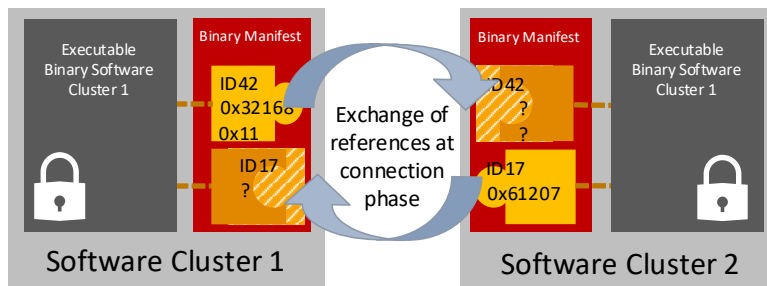 Executable
Binary Software
Cluster 1
Binary Manifest
ID42
0x32168
0x11
ID17
?
Exchange of
references at
connection
phase
Binary Manifest
ID42
?
?
ID17
0x61207
Executable
Binary Software
Cluster 1
Software Cluster 1
Software Cluster 2